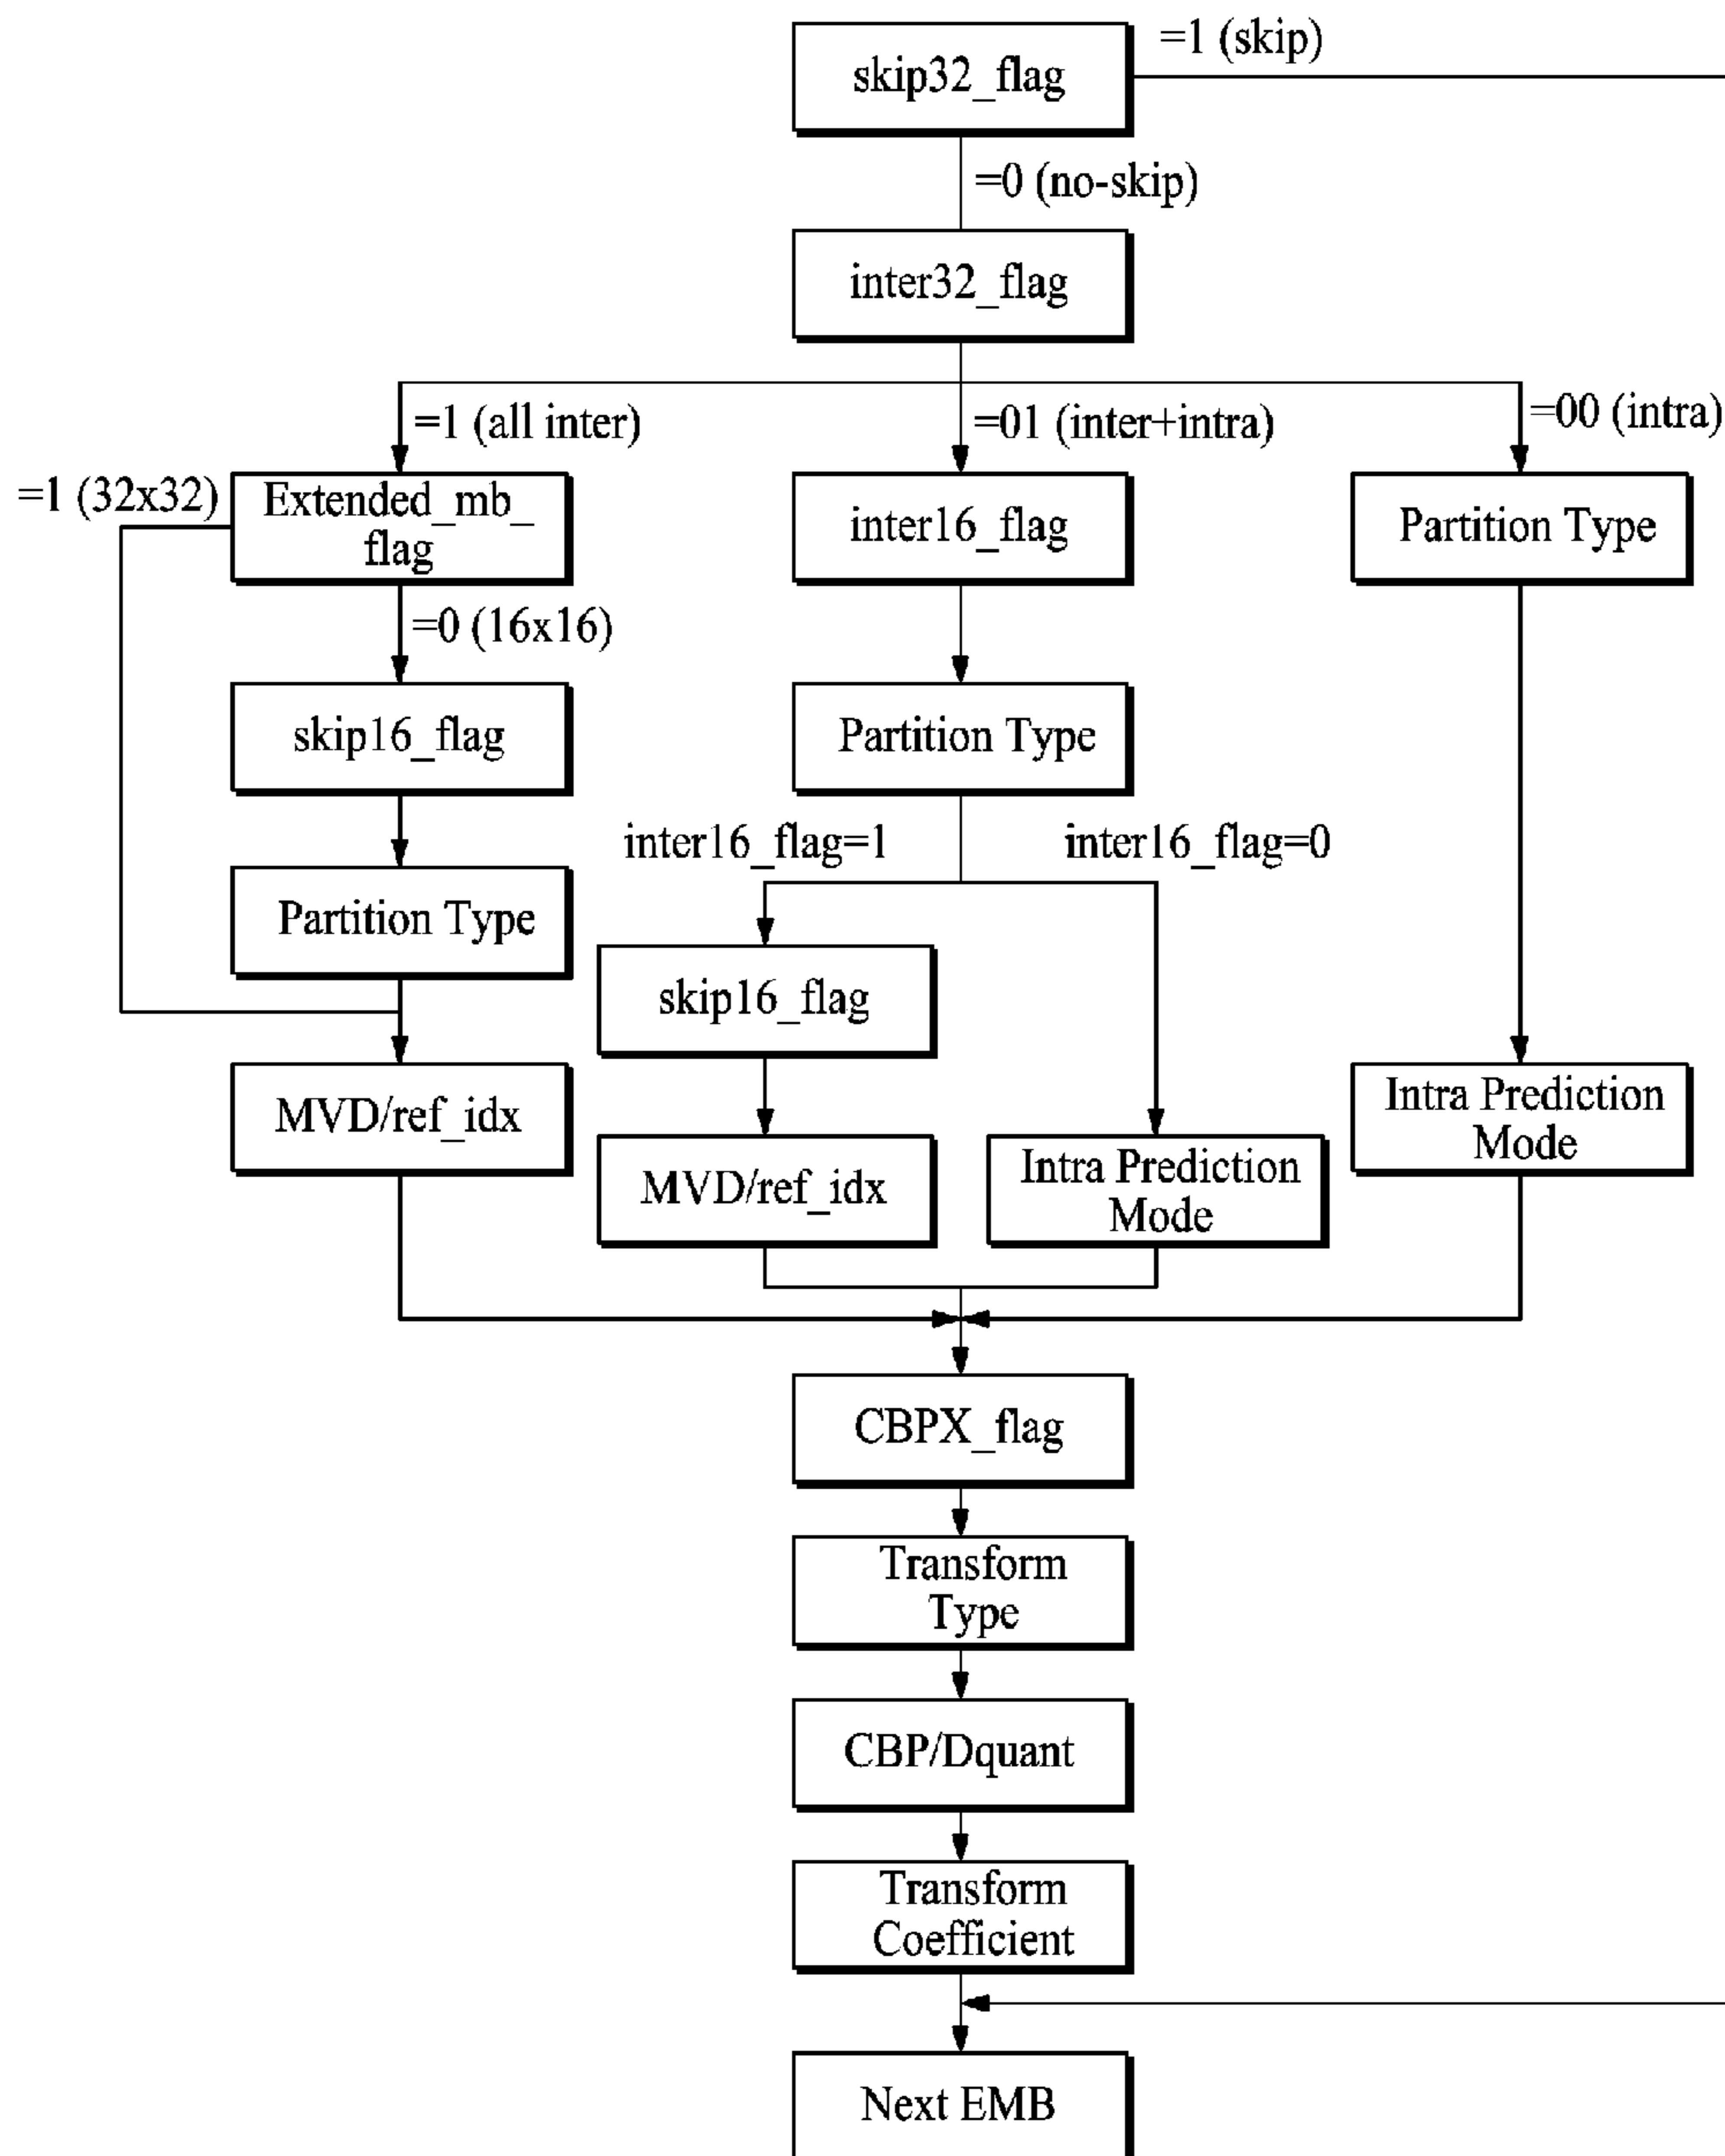 skip32_flag
=1 (skip)
=0 (no-skip)
inter32_flag
=1 (all inter)
=01 (inter+intra)
=00 (intra)
=1 (32x32)
Extended_mb_
flag
inter16_flag
Partition Type
=0 (16x16)
skip16_flag
Partition Type
inter16_flag=1
inter16_flag=0
Partition Type
skip16_flag
MVD/ref_idx
Intra Prediction
Mode
MVD/ref_idx
Intra Prediction
Mode
CBPX_flag
Transform
Type
CBP/Dquant
Transform
Coefficient
Next EMB